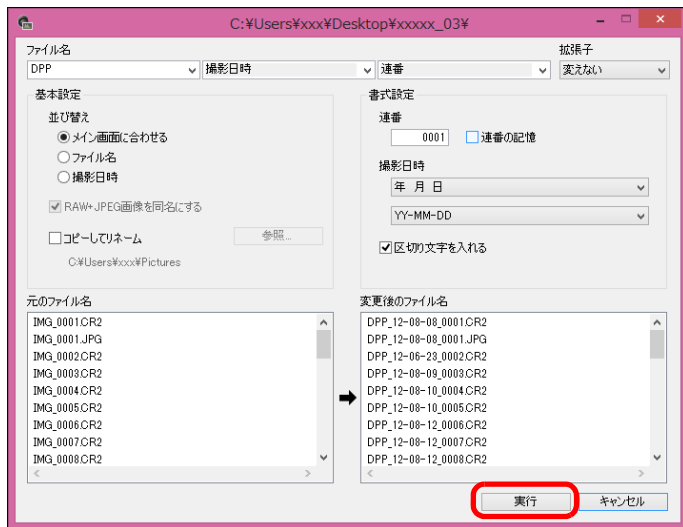 C:¥Users¥xxx¥Desktop¥xxxxx_03¥
ファイル名
拡張子
DPP
撮影日時
連番
変えない
基本設定
並び替え
メイン画面に合わせる
ファイル名
撮影日時
RAW+JPEG画像を同名にする
コピーしてリネーム
参照...
C:¥Users¥xxx¥Pictures
書式設定
連番
0001
連番の記憶
撮影日時
年 月 日
YY-MM-DD
区切り文字を入れる
元のファイル名
IMG_0001.CR2
IMG_0001.JPG
IMG_0002.CR2
IMG_0003.CR2
IMG_0004.CR2
IMG_0005.CR2
IMG_0006.CR2
IMG_0007.CR2
IMG_0008.CR2
変更後のファイル名
DPP_12-08-08_0001.CR2
DPP_12-08-08_0001.JPG
DPP_12-06-23_0002.CR2
DPP_12-08-09_0003.CR2
DPP_12-08-10_0004.CR2
DPP_12-08-10_0005.CR2
DPP_12-08-12_0006.CR2
DPP_12-08-12_0007.CR2
DPP_12-08-12_0008.CR2
実行
キャンセル